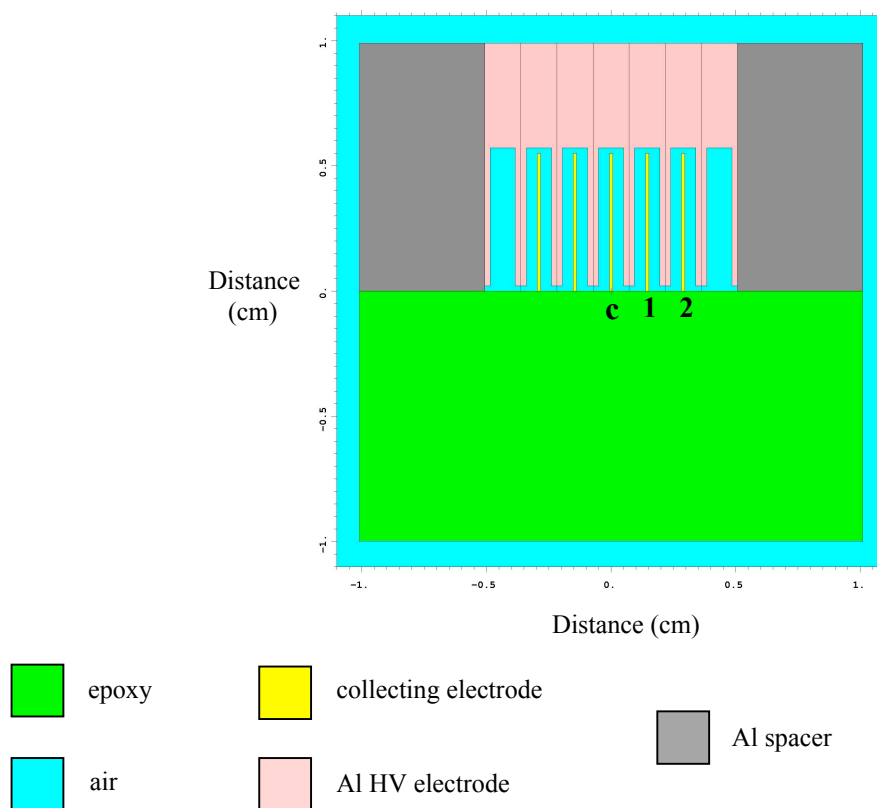 1.
0.5
0.
-0.5
-1.
Distance
(cm)
c 1 2
-1. -0.5 0. 0.5 1.
Distance (cm)
epoxy
collecting electrode
Al spacer
air
Al HV electrode